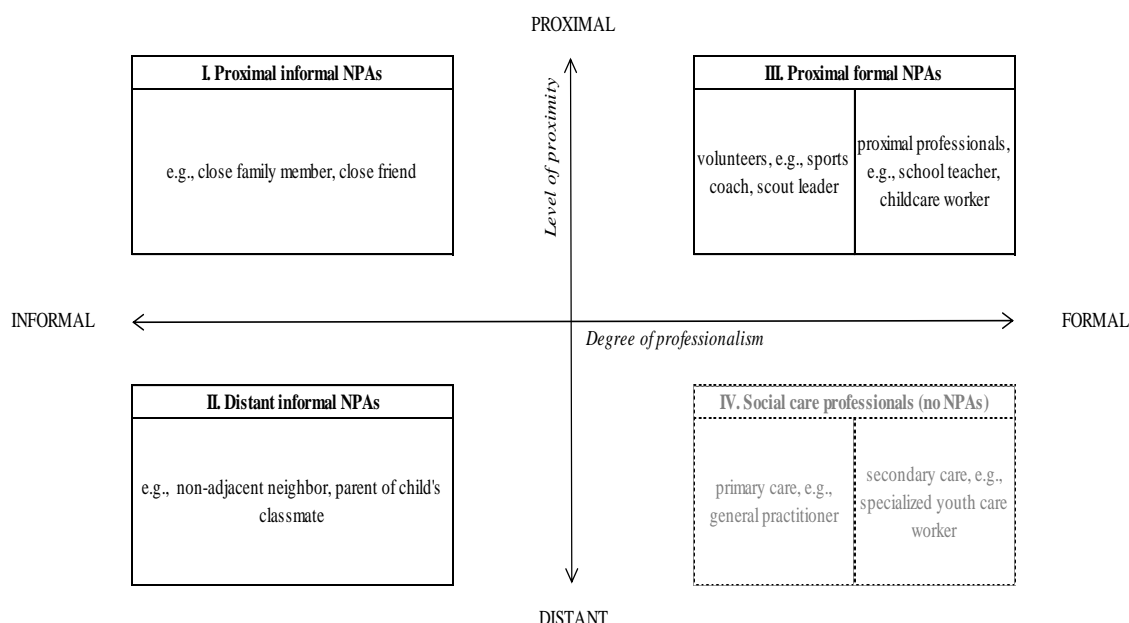 PROXIMAL
I. Proximal informal NPAs
e.g., close family member, close friend
Level of proximity
III. Proximal formal NPAs
volunteers, e.g., sports
coach, scout leader
proximal professionals,
e.g., school teacher,
childcare worker
INFORMAL
Degree of professionalism
FORMAL
II. Distant informal NPAs
e.g., non-adjacent neighbor, parent of child's
classmate
IV. Social care professionals (no NPAs)
primary care, e.g.,
general practitioner
secondary care, e.g.,
specialized youth care
worker
DISTANT